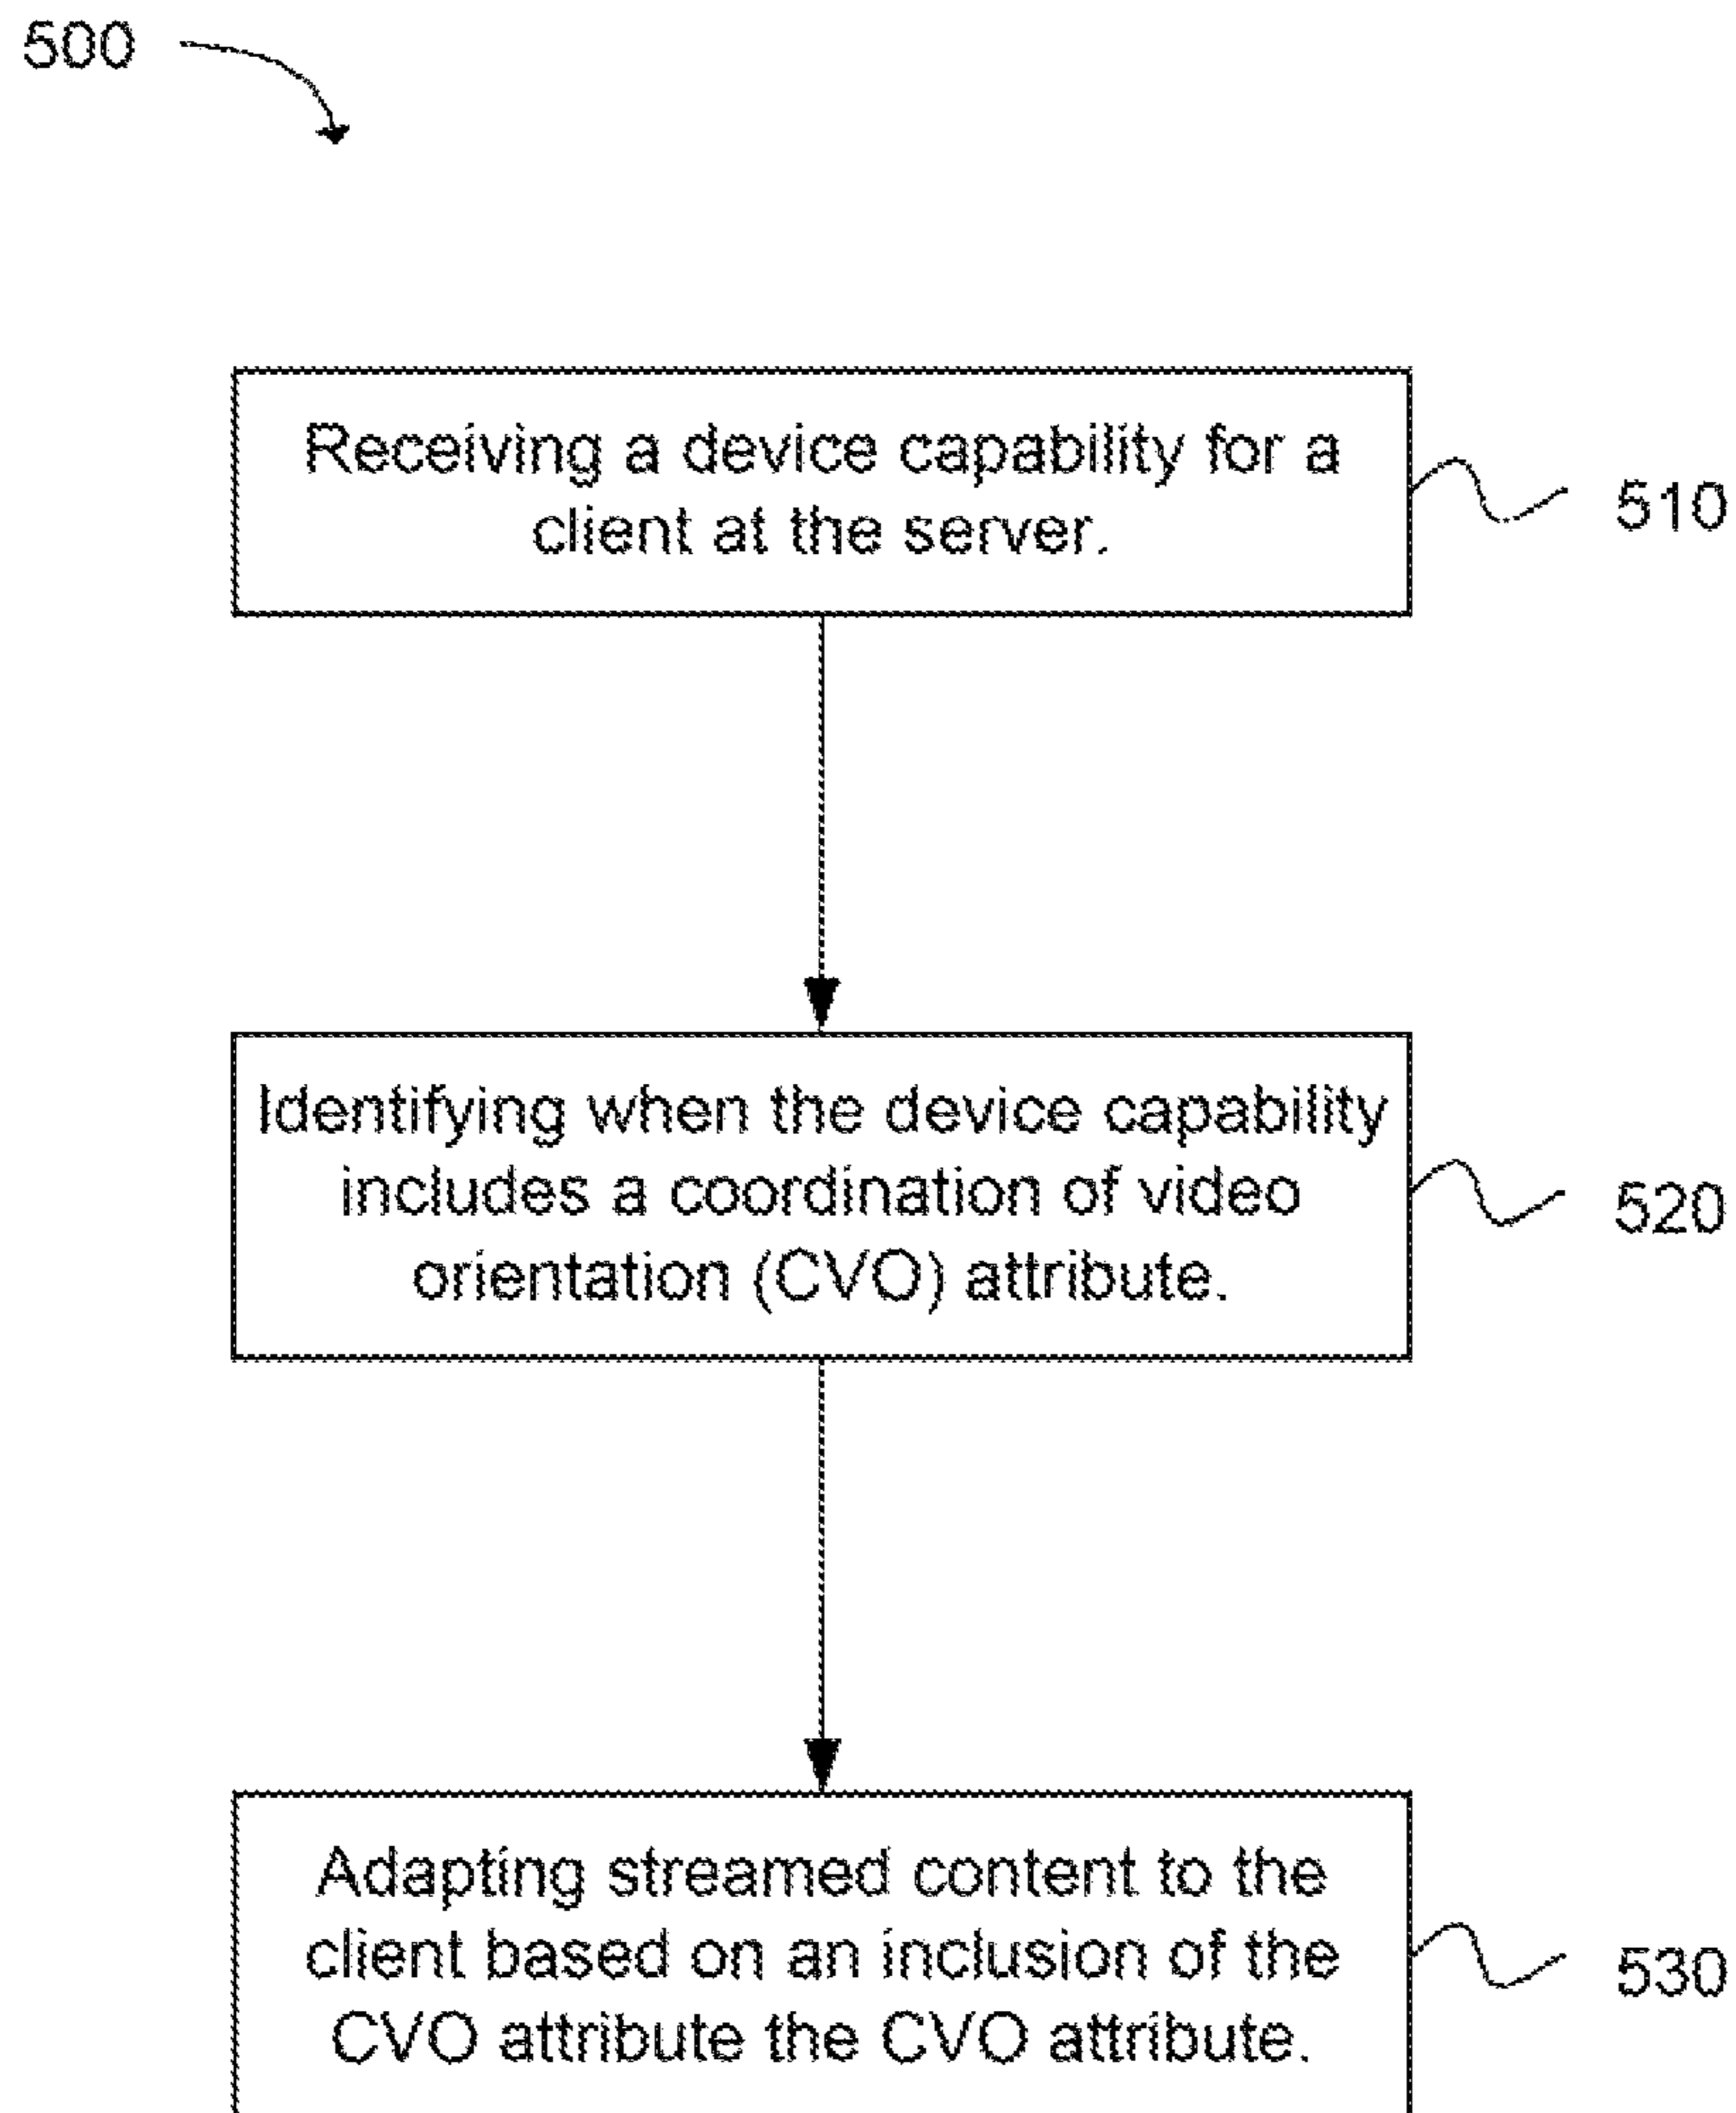 500
Receiving a device capability for a
client at the server.
510
Identifying when the device capability
includes a coordination of video
orientation (CVO) attribute.
520
Adapting streamed content to the
client based on an inclusion of the
CVO attribute the CVO attribute.
530